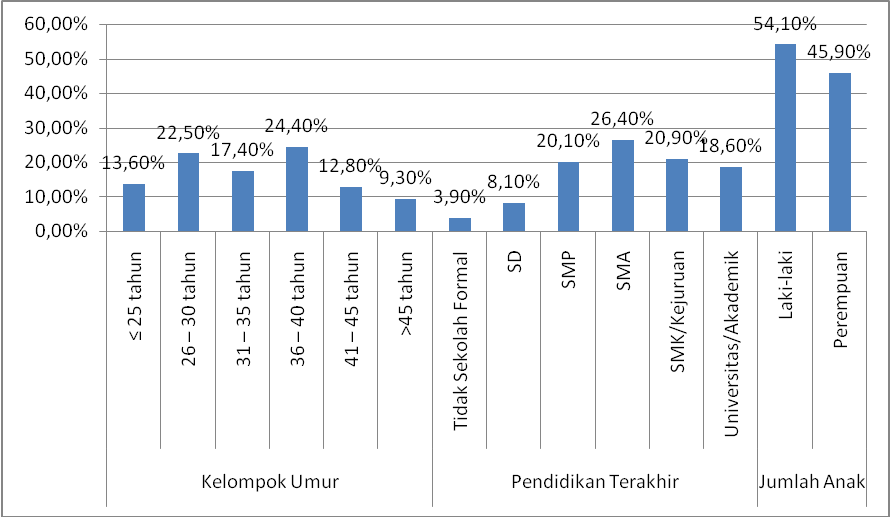 60,00%
50,00%
40,00%
30,00%
20,00%
10,00%
0,00%
13,60%
22,50%
17,40%
24,40%
12,80%
9,30%
3,90%
8,10%
20,10%
26,40%
20,90%
18,60%
54,10%
45,90%
≤ 25 tahun
26 – 30 tahun
31 – 35 tahun
36 – 40 tahun
41 – 45 tahun
>45 tahun
Tidak Sekolah Formal
SD
SMP
SMA
SMK/Kejuruan
Universitas/Akademik
Laki-laki
Perempuan
Kelompok Umur
Pendidikan Terakhir
Jumlah Anak